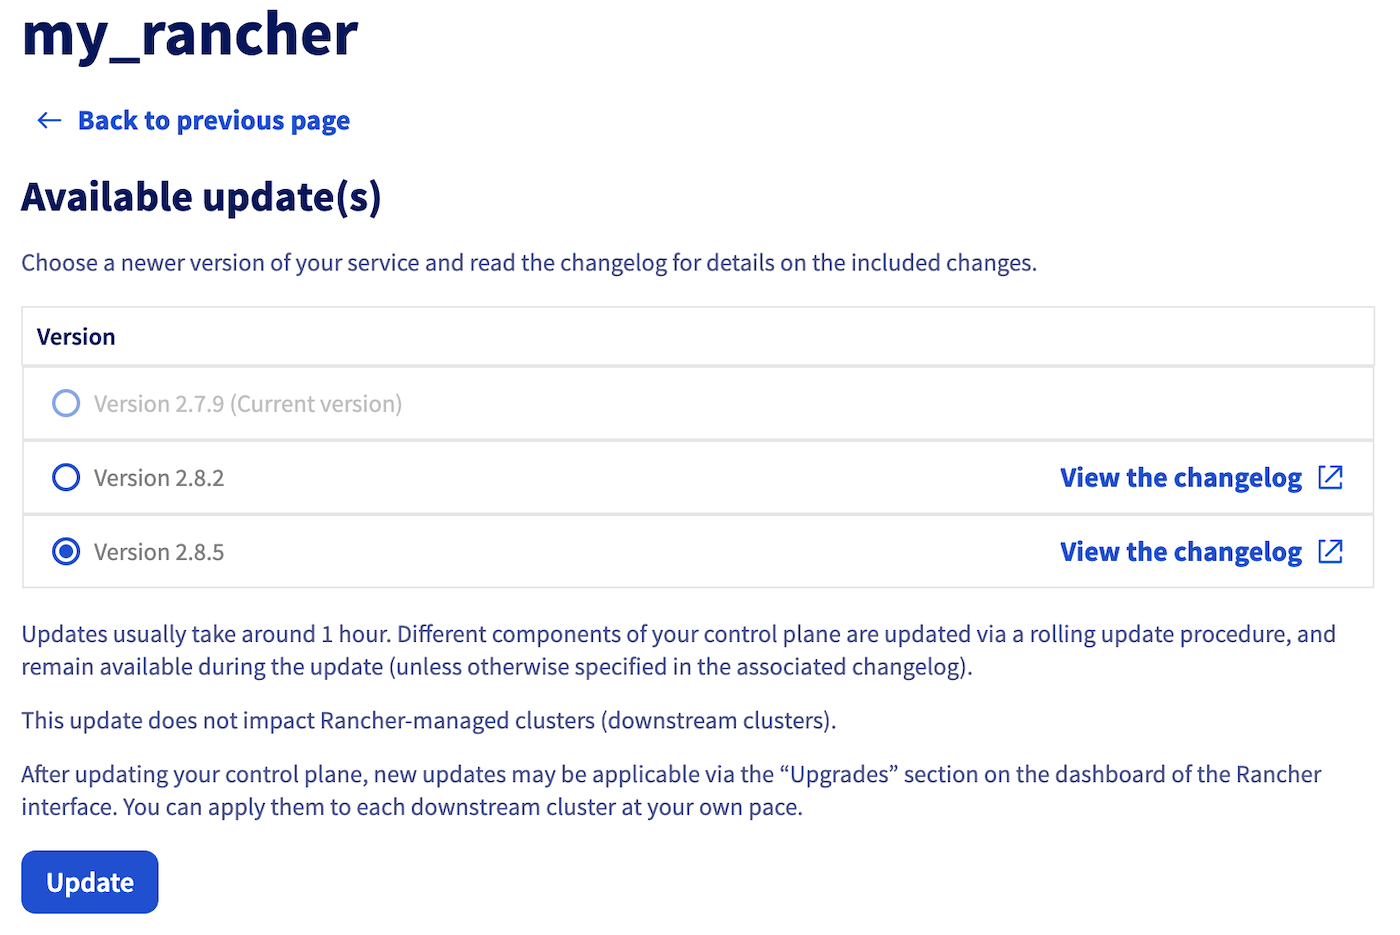 my_rancher
← Back to previous page
Available update(s)
Choose a newer version of your service and read the changelog for details on the included changes.
Version
Version 2.7.9 (Current version)
Version 2.8.2 View the changelog
Version 2.8.5 View the changelog
Updates usually take around 1 hour. Different components of your control plane are updated via a rolling update procedure, and
remain available during the update (unless otherwise specified in the associated changelog).
This update does not impact Rancher-managed clusters (downstream clusters).
After updating your control plane, new updates may be applicable via the “Upgrades” section on the dashboard of the Rancher
interface. You can apply them to each downstream cluster at your own pace.
Update